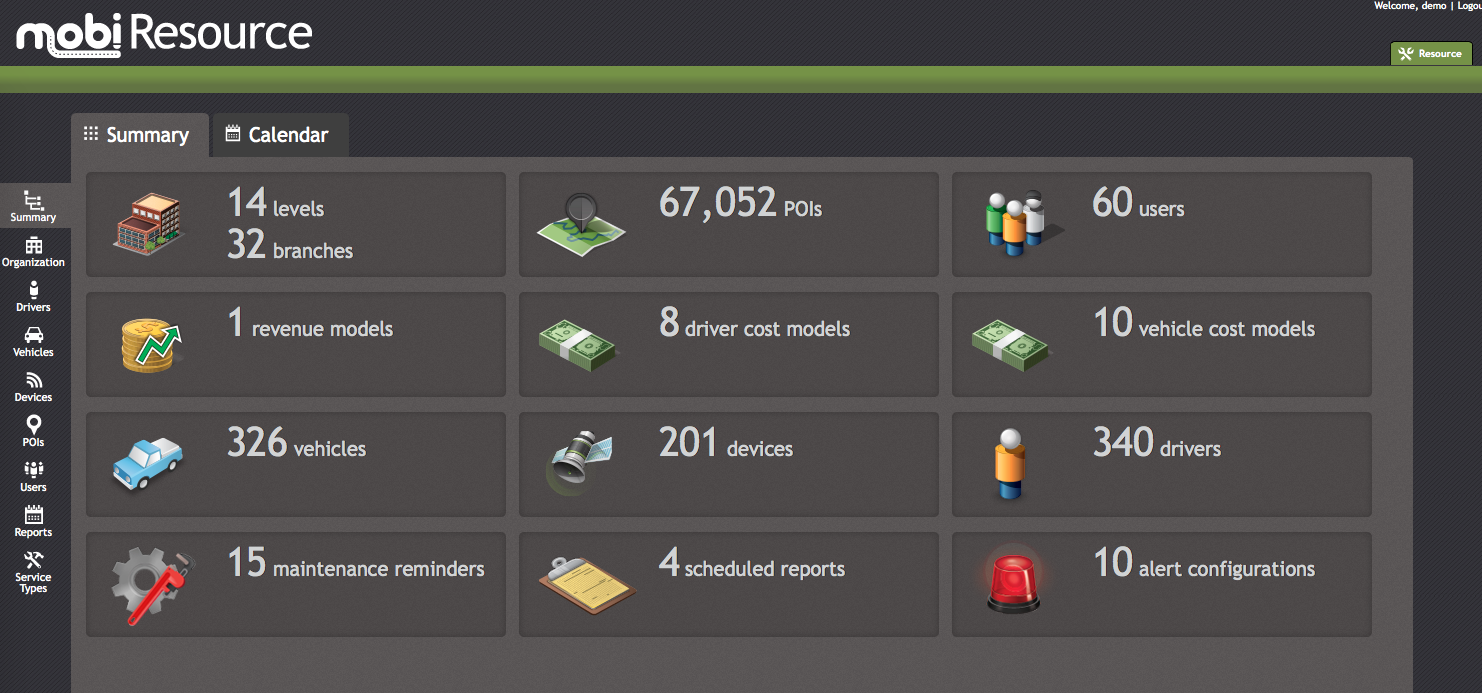 Welcome, demo | Logou
mobi Resource
Resource
Summary
Calendar
Summary
Organization
Drivers
Vehicles
Devices
POIs
Users
Reports
Service
Types
14 levels
32 branches
67,052 POIs
60 users
1 revenue models
8 driver cost models
10 vehicle cost models
326 vehicles
201 devices
340 drivers
15 maintenance reminders
4 scheduled reports
10 alert configurations